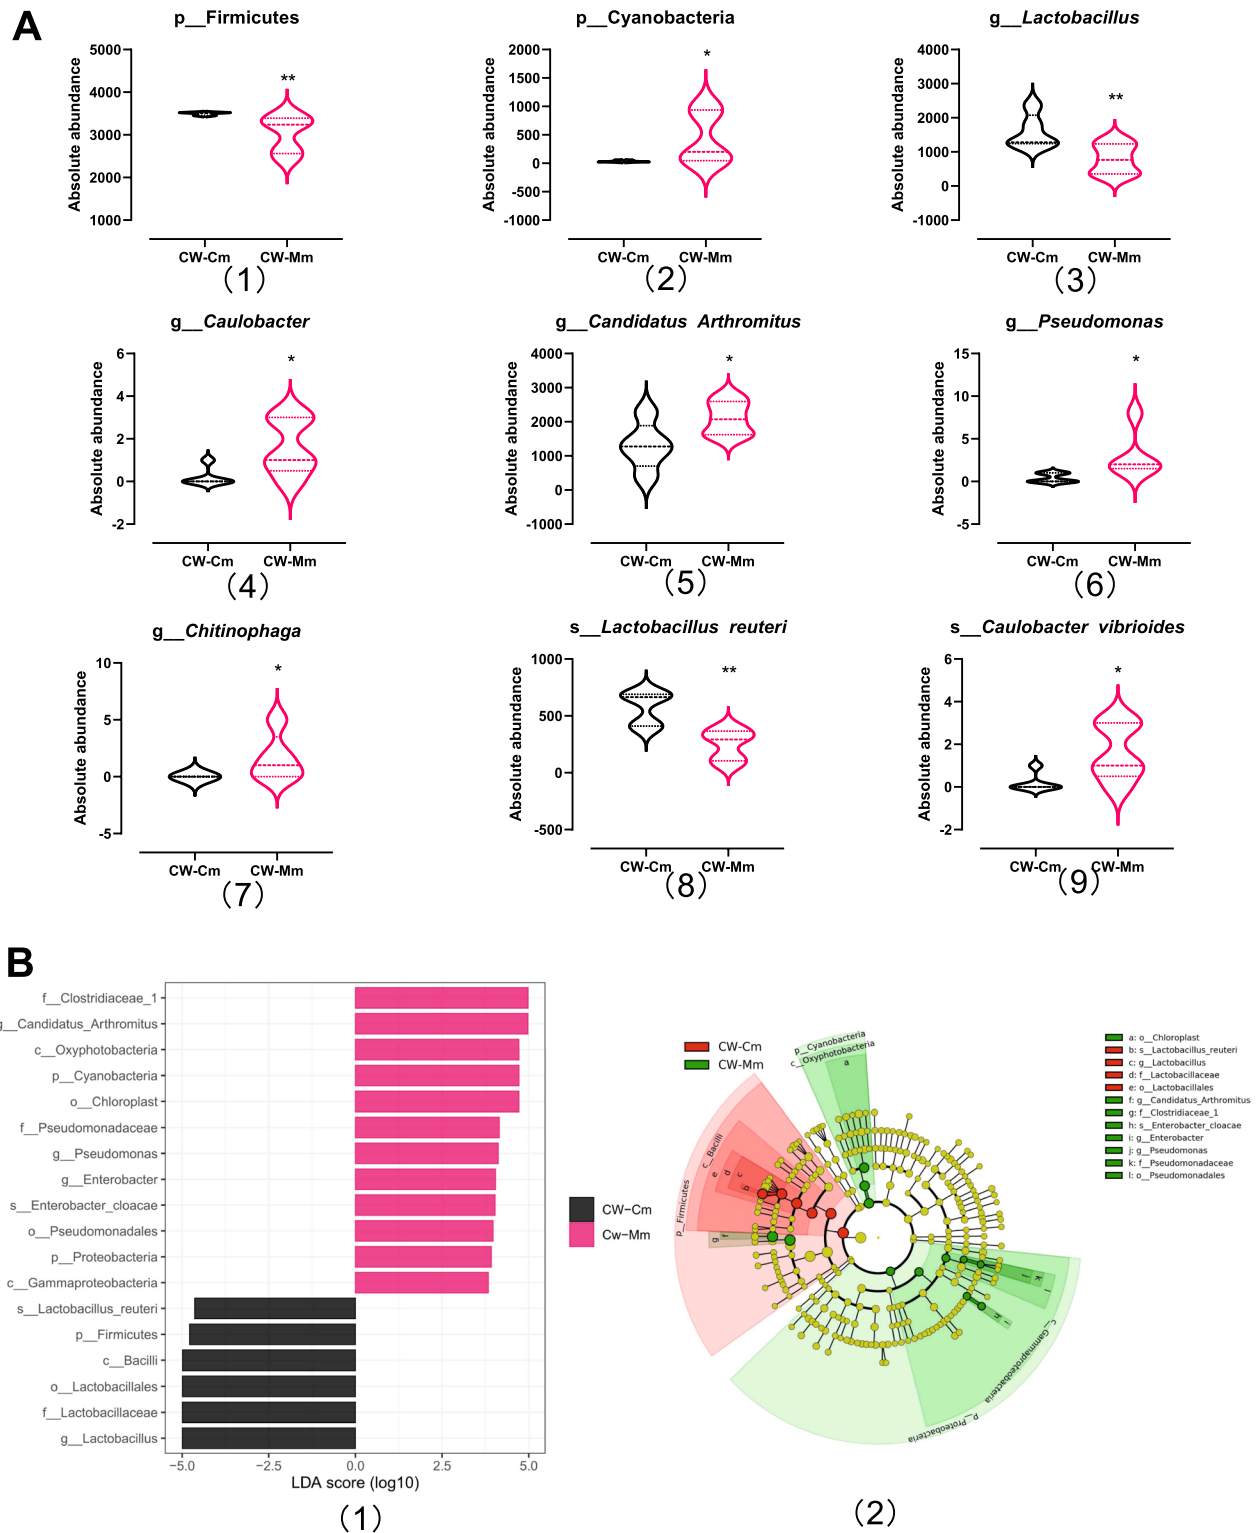 A
p__Firmicutes
5000
4000
3000
2000
1000
Absolute abundance
**
CW-Cm CW-Mm
(1)
p__Cyanobacteria
2000
1500
1000
500
0
-500
-1000
Absolute abundance
*
CW-Cm CW-Mm
(2)
g__Lactobacillus
4000
3000
2000
1000
0
-1000
Absolute abundance
**
CW-Cm CW-Mm
(3)
g__Caulobacter
6
4
2
0
-2
Absolute abundance
*
CW-Cm CW-Mm
(4)
g__Candidatus Arthromitus
4000
3000
2000
1000
0
-1000
Absolute abundance
*
CW-Cm CW-Mm
(5)
g__Pseudomonas
15
10
5
0
-5
Absolute abundance
*
CW-Cm CW-Mm
(6)
g__Chitinophaga
10
5
0
-5
Absolute abundance
*
CW-Cm CW-Mm
(7)
s__Lactobacillus reuteri
1000
500
0
-500
Absolute abundance
**
CW-Cm CW-Mm
(8)
s__Caulobacter vibrioides
6
4
2
0
-2
Absolute abundance
*
CW-Cm CW-Mm
(9)
B
f__Clostridiaceae_1
g__Candidatus_Arthromitus
c__Oxyphotobacteria
p__Cyanobacteria
o__Chloroplast
f__Pseudomonadaceae
g__Pseudomonas
g__Enterobacter
s__Enterobacter_cloacae
o__Pseudomonadales
p__Proteobacteria
c__Gammaproteobacteria
s__Lactobacillus_reuteri
p__Firmicutes
c__Bacilli
o__Lactobacillales
f__Lactobacillaceae
g__Lactobacillus
−5.0 −2.5 0.0 2.5 5.0
LDA score (log10)
CW−Cm
Cw−Mm
(1)
CW-Cm
CW-Mm
p__Cyanobacteria
c__Oxyphotobacteria
a
c__Bacilli
e
d
c
b
p__Firmicutes
g
f
k
j
l
h
i
c__Gammaproteobacteria
p__Proteobacteria
a: o__Chloroplast
b: s__Lactobacillus_reuteri
c: g__Lactobacillus
d: f__Lactobacillaceae
e: o__Lactobacillales
f: g__Candidatus_Arthromitus
g: f__Clostridiaceae_1
h: s__Enterobacter_cloacae
i: g__Enterobacter
j: g__Pseudomonas
k: f__Pseudomonadaceae
l: o__Pseudomonadales
(2)